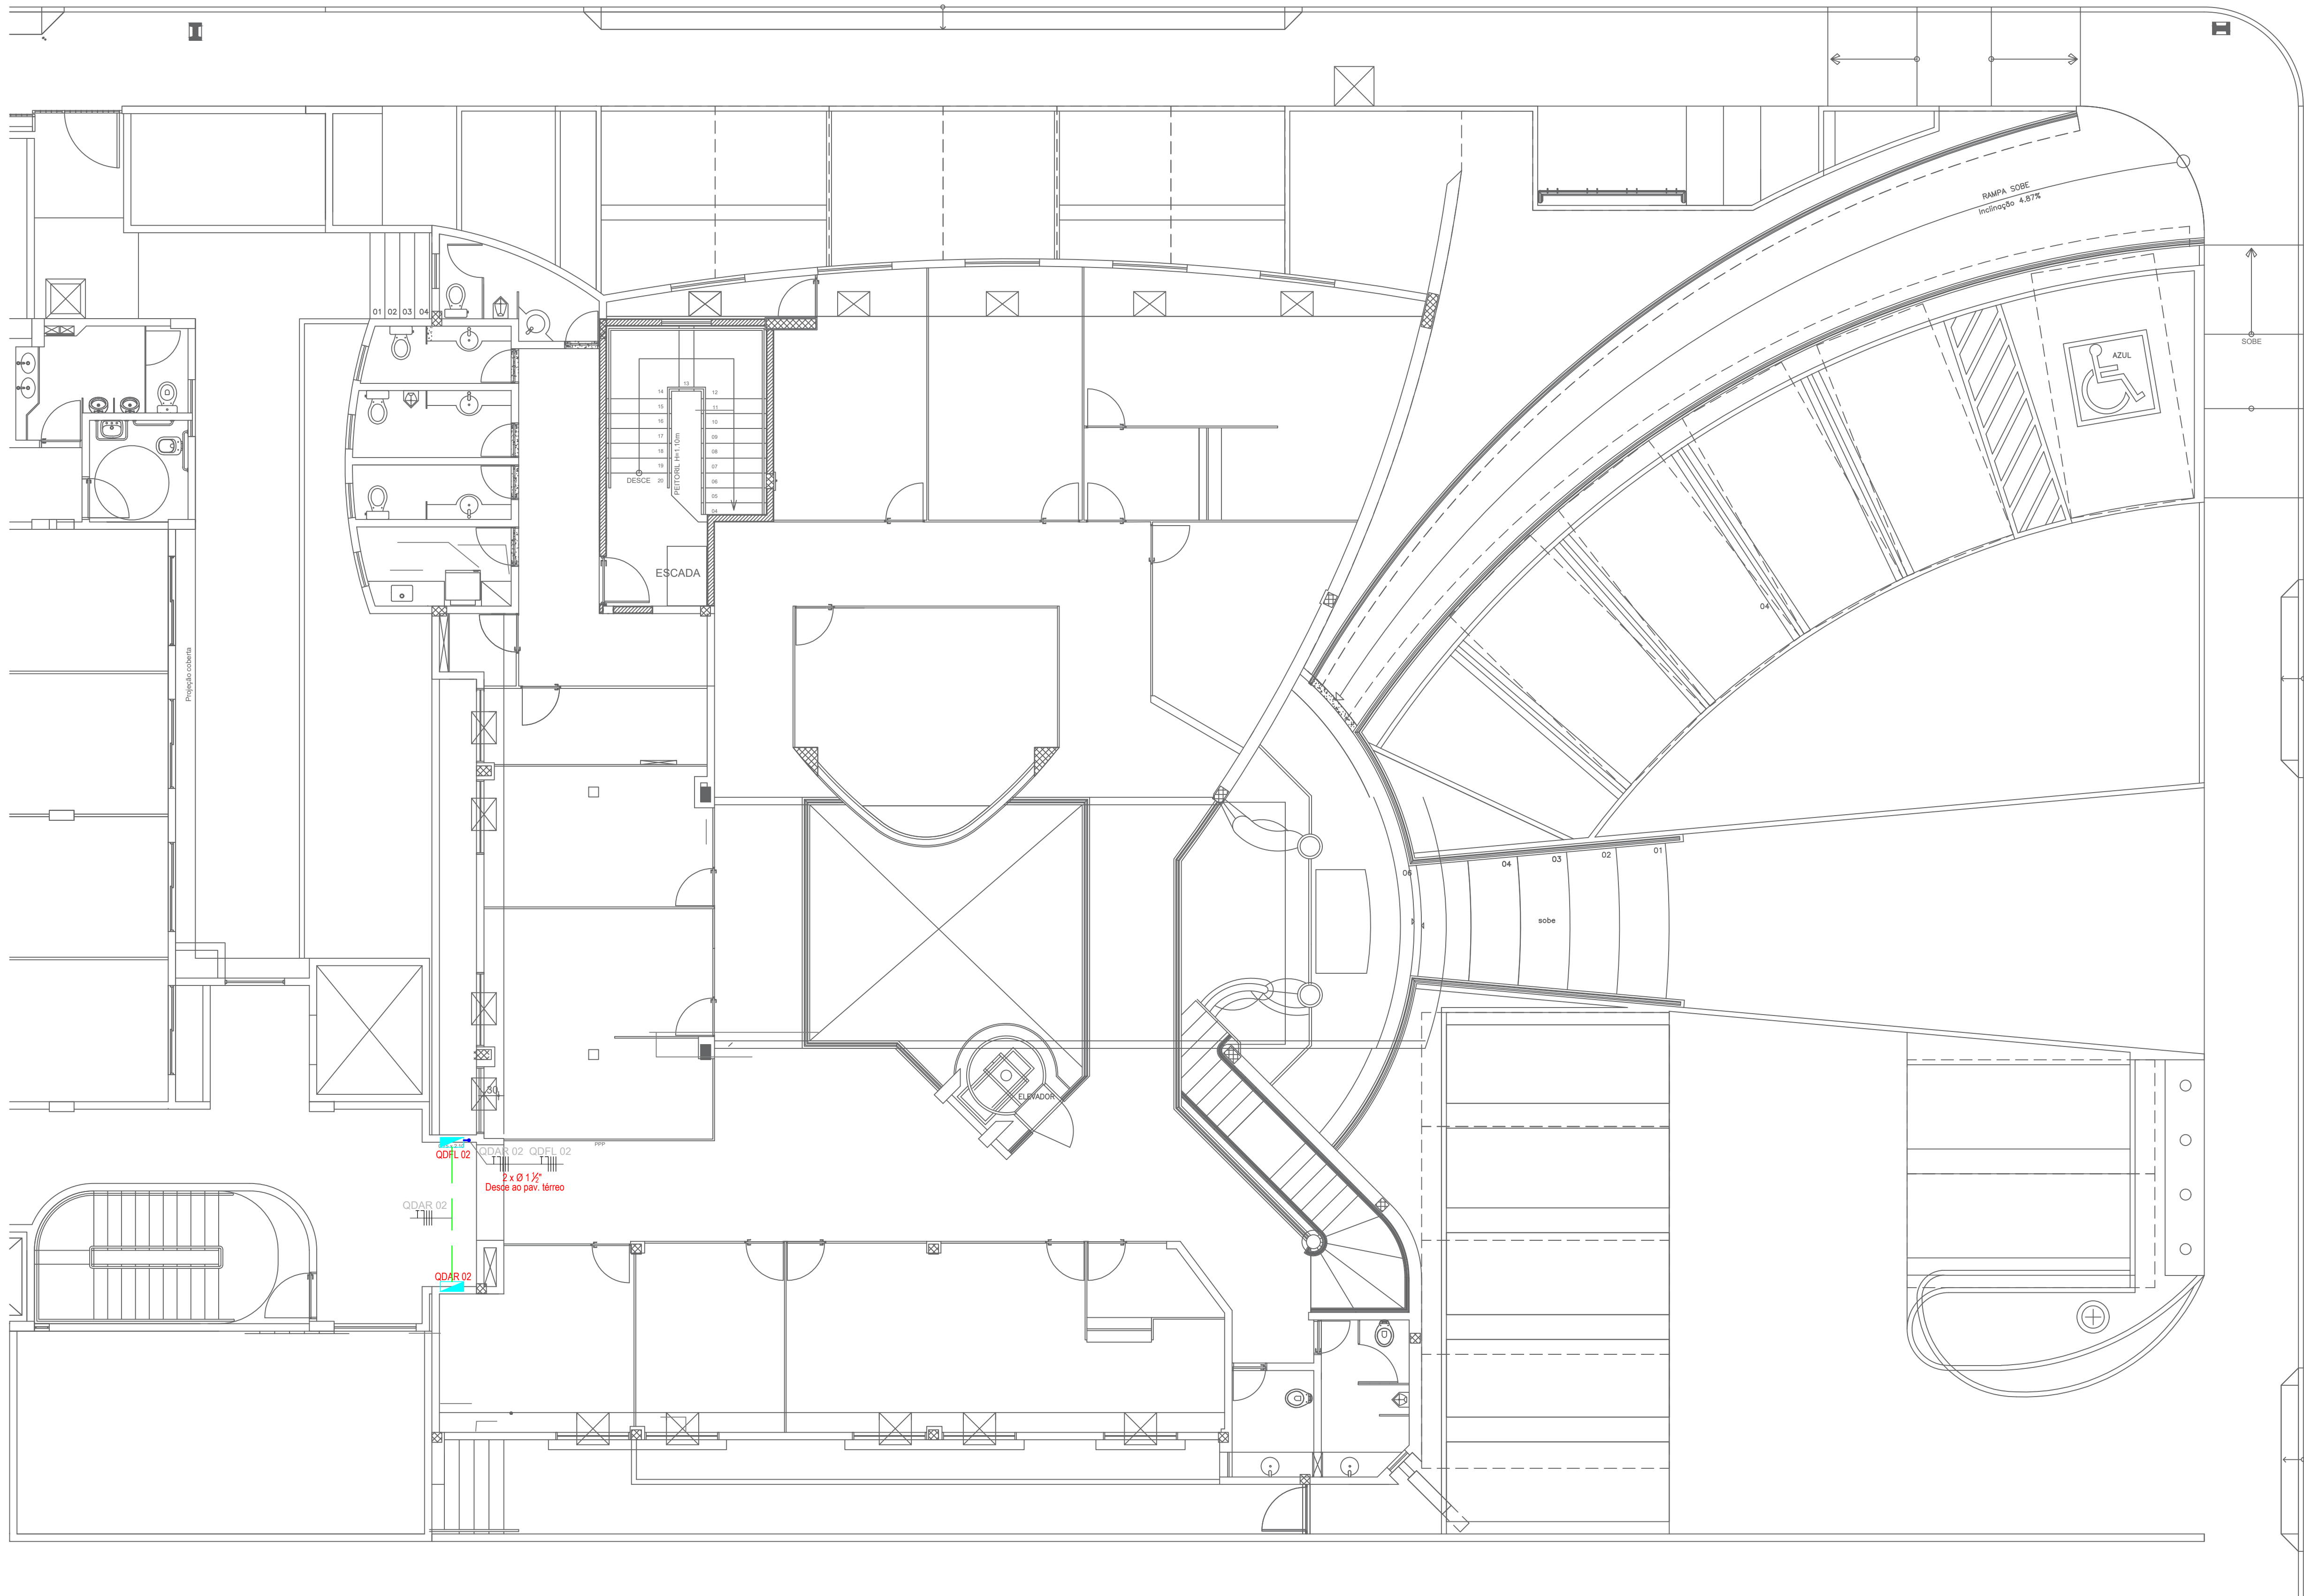 RAMPA SOBE
Inclinação 4.87%
01 02 03 04
SOBE
AZUL
13
14
15
16
17
18
19
20
12
11
10
09
08
07
06
05
04
PEITORIL H=1.10m
DESCE
ESCADA
04
Projeção coberta
01
02
03
04
06
sobe
ELEVADOR
30
PPP
QDFL 02
QDAR 02 QDFL 02
2 x Ø 1 ½"
Desce ao pav. térreo
QDAR 02
QDAR 02